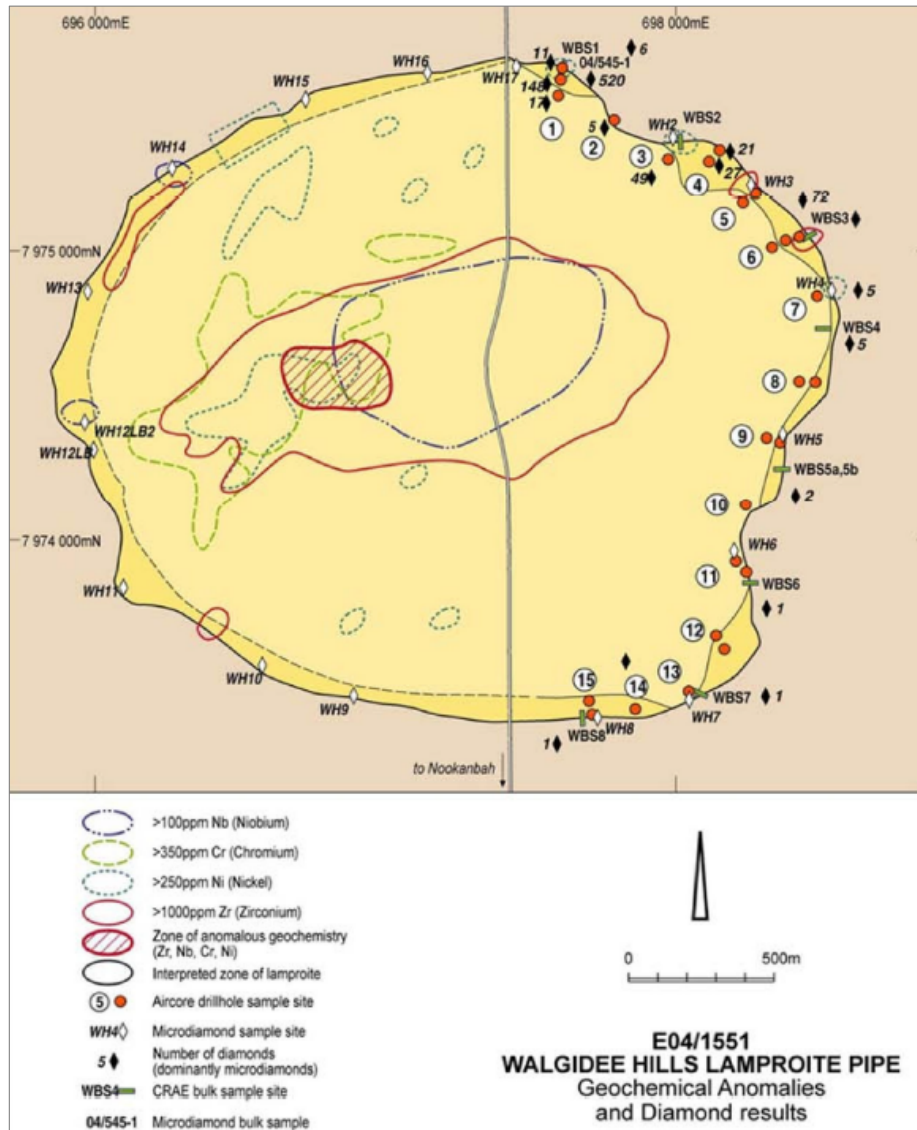 696 000mE
698 000mE
WH16
WH17
11
WBS1
6
04/545-1
520
148
17
WH15
1
2
5
WH2
WBS2
WH14
3
21
27
49
4
WH3
5
72
WBS3
6
7 975 000mN
WH13
WH4
5
7
WBS4
5
8
WH12LB2
WH12LB
9
WH5
WBS5a,5b
2
10
7 974 000mN
WH6
11
WBS6
WH11
1
12
WH10
13
15
14
WH9
WBS7
1
WH7
WBS8
WH8
1
to Nookanbah
>100ppm Nb (Niobium)
>350ppm Cr (Chromium)
>250ppm Ni (Nickel)
>1000ppm Zr (Zirconium)
Zone of anomalous geochemistry
(Zr, Nb, Cr, Ni)
Interpreted zone of lamproite
5 Aircore drillhole sample site
WH4 Microdiamond sample site
5 Number of diamonds
(dominantly microdiamonds)
WBS4 CRAE bulk sample site
04/545-1 Microdiamond bulk sample
0 500m
E04/1551
WALGIDEE HILLS LAMPROITE PIPE
Geochemical Anomalies
and Diamond results